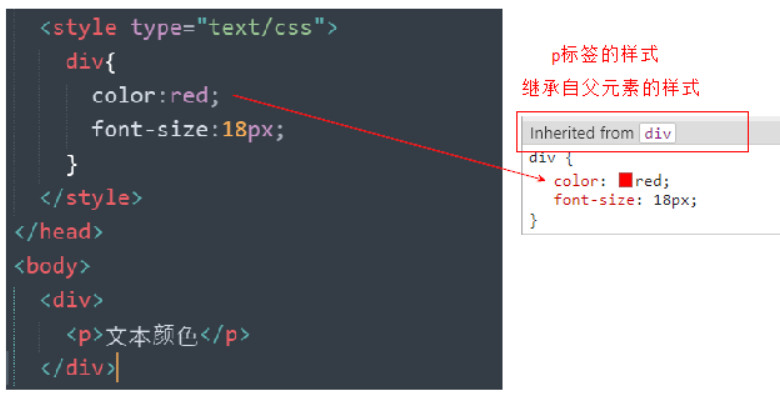 <style type="text/css">
div{
color:red;
font-size:18px;
}
</style>
</head>
<body>
<div>
<p>文本颜色</p>
</div>
p标签的样式
继承自父元素的样式
Inherited from div
div {
color: red;
font-size: 18px;
}